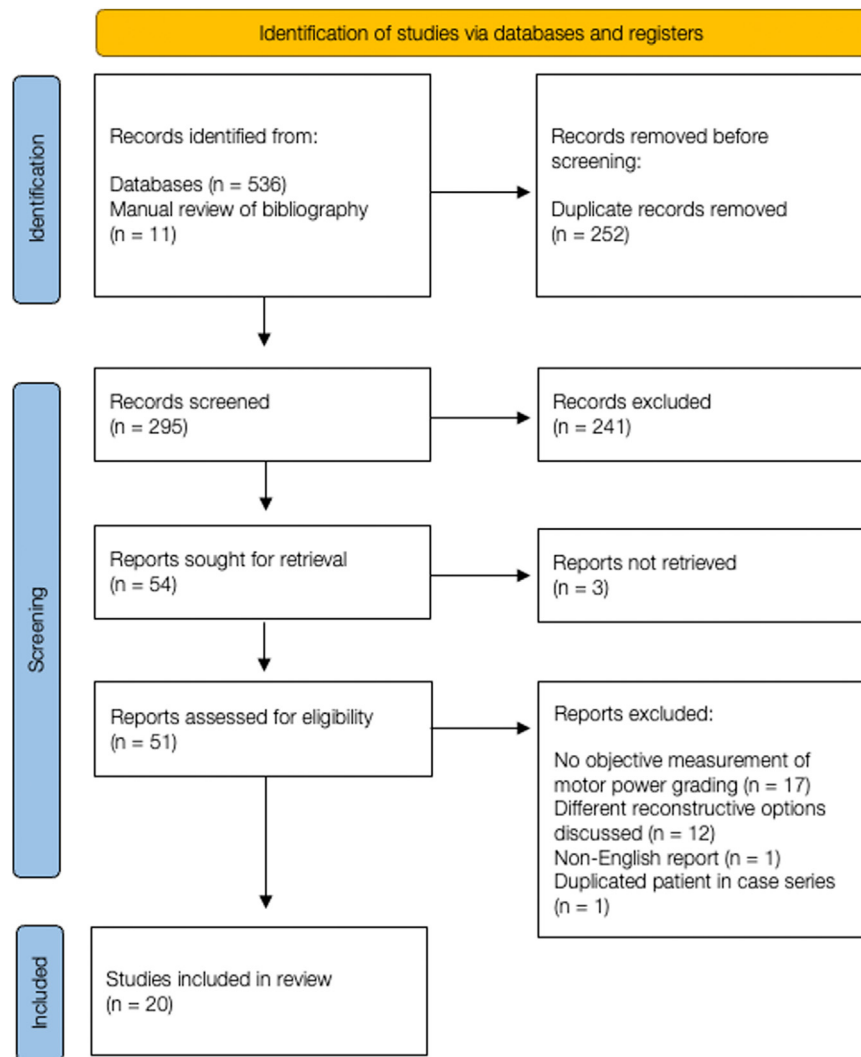 Identification of studies via databases and registers
Identification
Records identified from:
Databases (n = 536)
Manual review of bibliography
(n = 11)
Records removed before
screening:
Duplicate records removed
(n = 252)
Screening
Records screened
(n = 295)
Records excluded
(n = 241)
Reports sought for retrieval
(n = 54)
Reports not retrieved
(n = 3)
Reports assessed for eligibility
(n = 51)
Reports excluded:
No objective measurement of
motor power grading (n = 17)
Different reconstructive options
discussed (n = 12)
Non-English report (n = 1)
Duplicated patient in case series
(n = 1)
Included
Studies included in review
(n = 20)